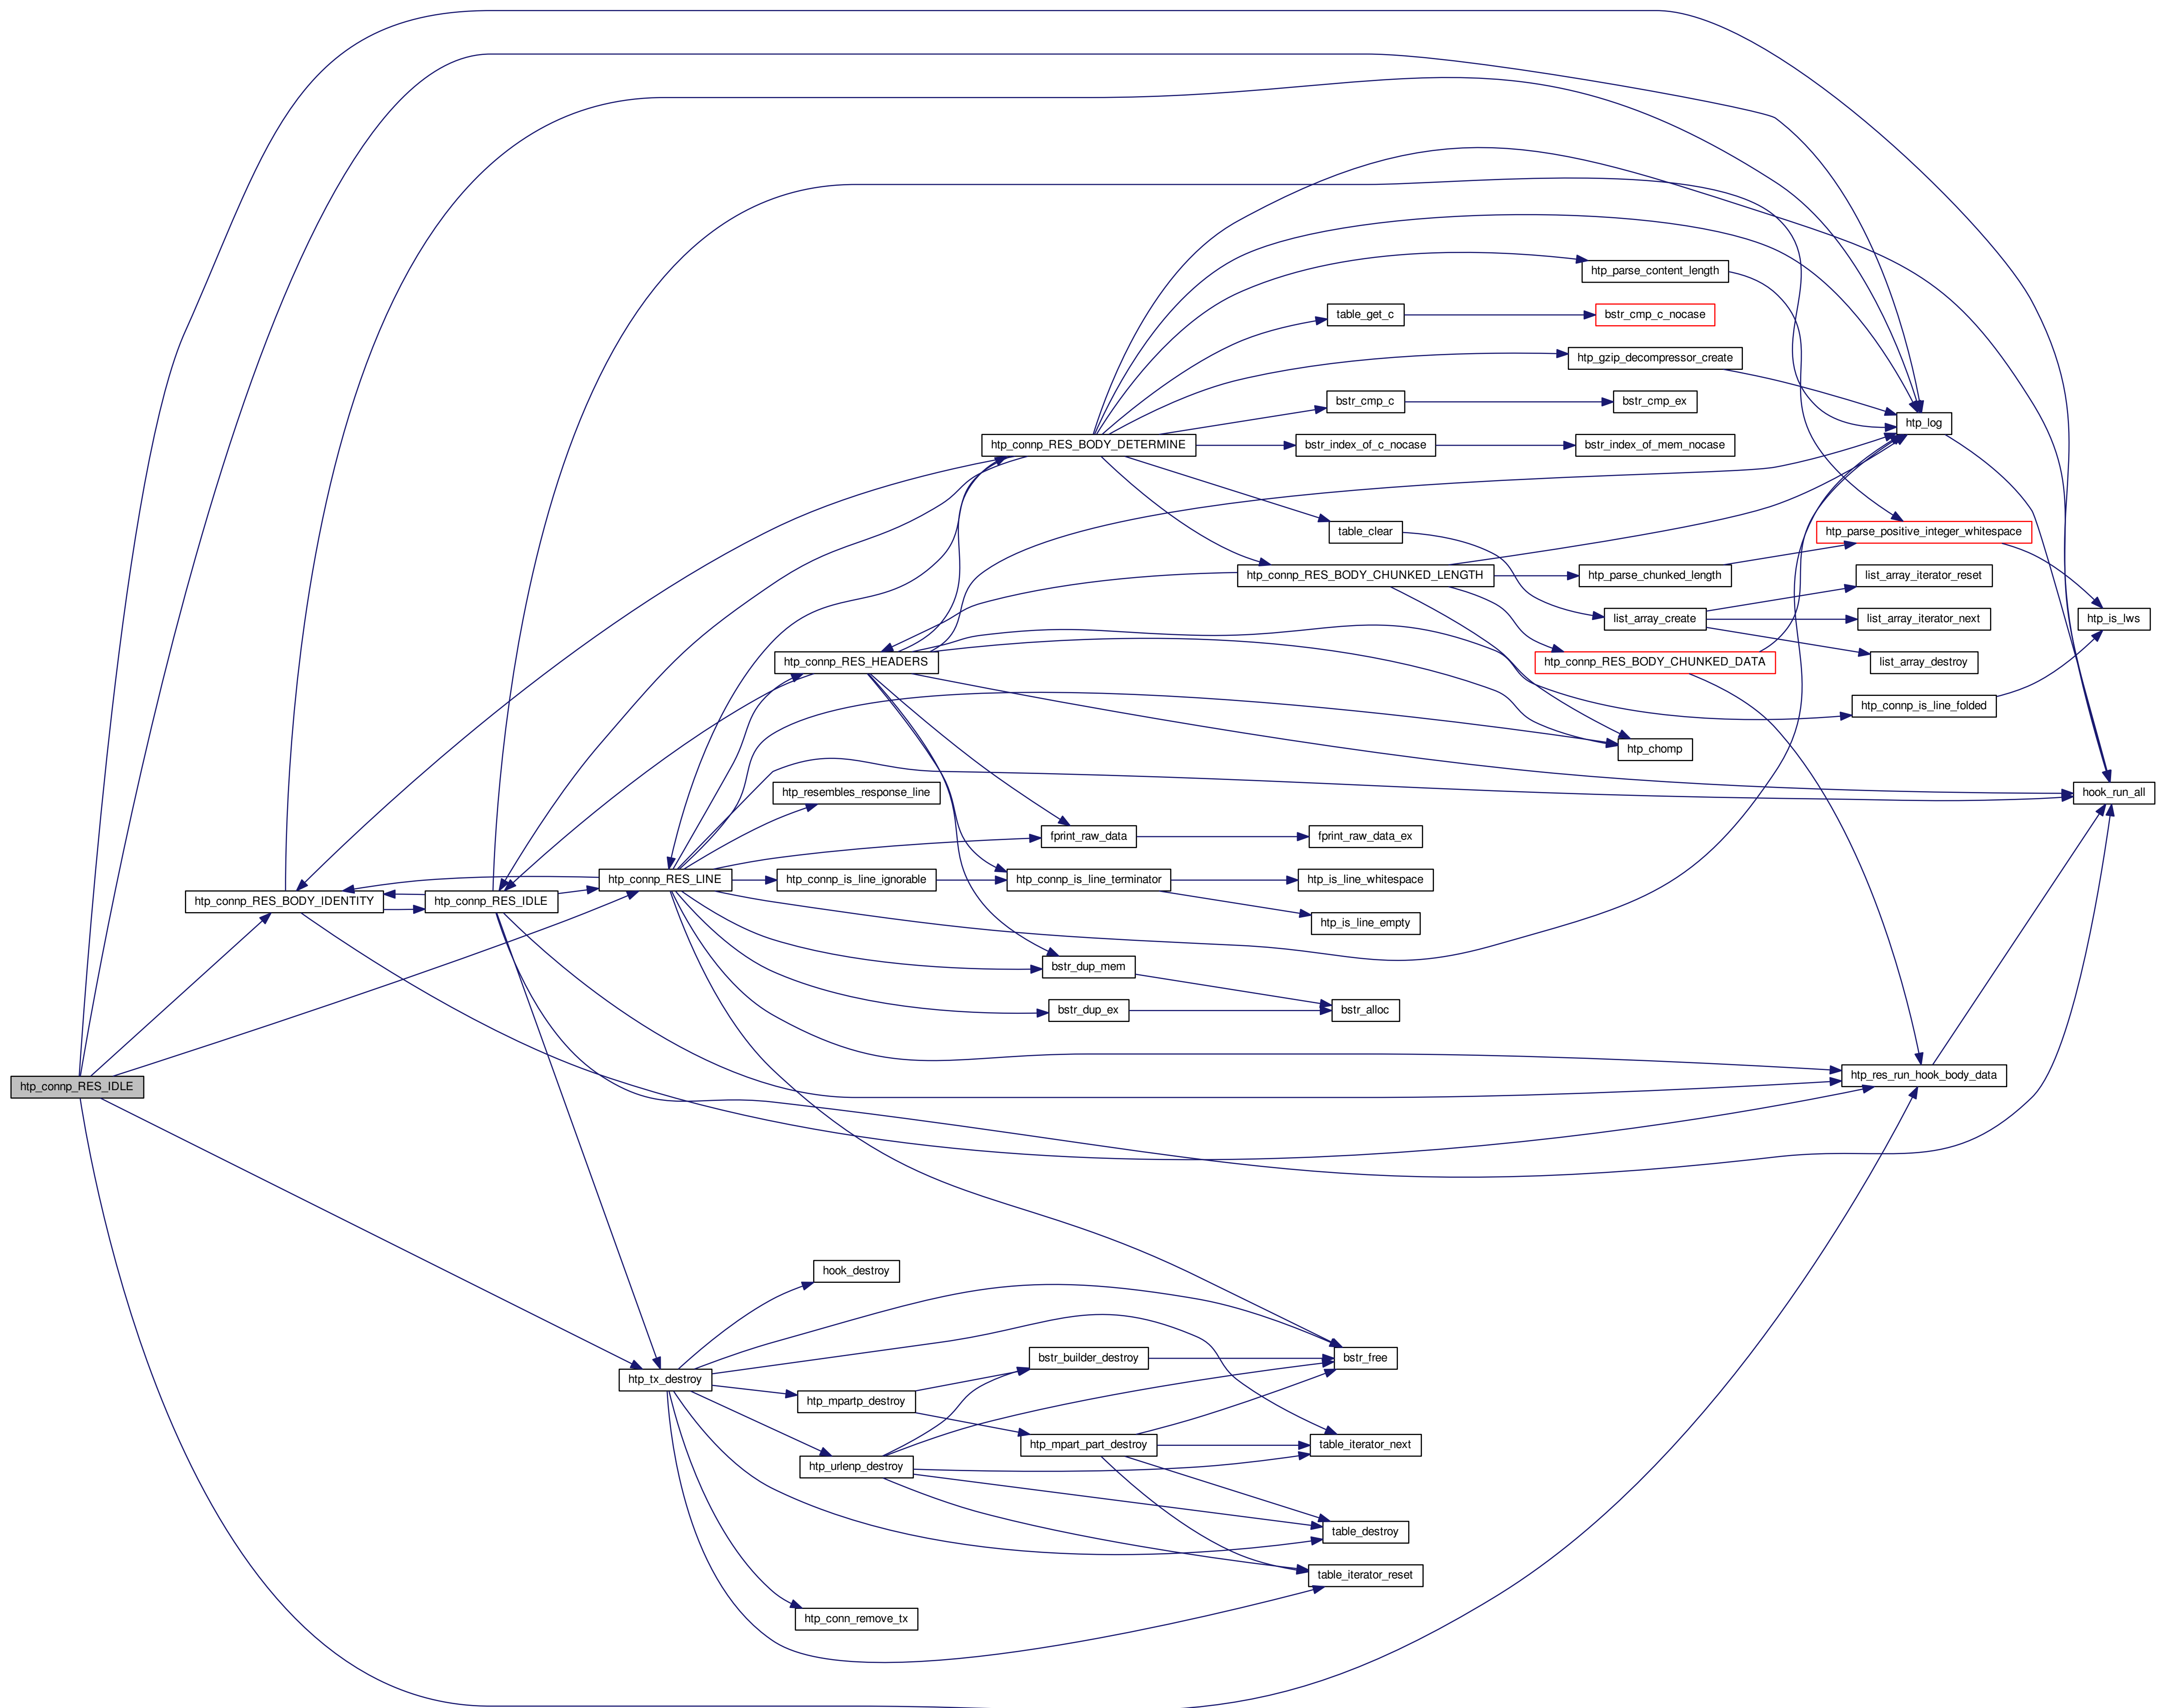 htp_parse_content_length
table_get_c
bstr_cmp_c_nocase
htp_gzip_decompressor_create
bstr_cmp_c
bstr_cmp_ex
htp_log
htp_connp_RES_BODY_DETERMINE
bstr_index_of_c_nocase
bstr_index_of_mem_nocase
table_clear
htp_parse_positive_integer_whitespace
htp_connp_RES_BODY_CHUNKED_LENGTH
htp_parse_chunked_length
list_array_iterator_reset
list_array_create
list_array_iterator_next
htp_is_lws
htp_connp_RES_HEADERS
htp_connp_RES_BODY_CHUNKED_DATA
list_array_destroy
htp_connp_is_line_folded
htp_chomp
htp_resembles_response_line
hook_run_all
fprint_raw_data
fprint_raw_data_ex
htp_connp_RES_LINE
htp_connp_is_line_ignorable
htp_connp_is_line_terminator
htp_is_line_whitespace
htp_connp_RES_BODY_IDENTITY
htp_connp_RES_IDLE
htp_is_line_empty
bstr_dup_mem
bstr_dup_ex
bstr_alloc
htp_connp_RES_IDLE
htp_res_run_hook_body_data
hook_destroy
bstr_builder_destroy
bstr_free
htp_tx_destroy
htp_mpartp_destroy
htp_mpart_part_destroy
table_iterator_next
htp_urlenp_destroy
table_destroy
table_iterator_reset
htp_conn_remove_tx